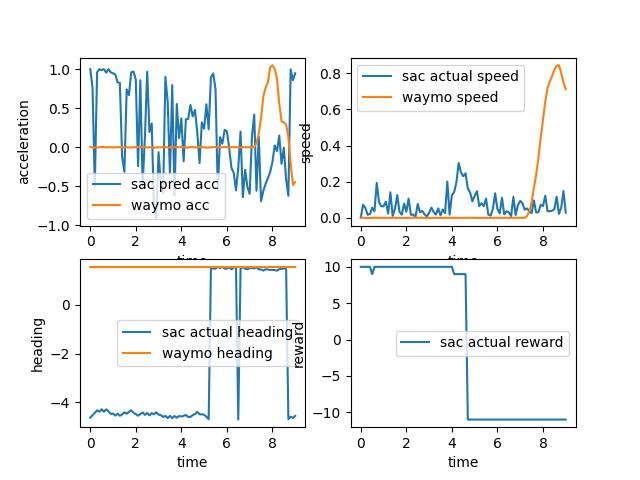 1.0
0.5
0.0
−0.5
−1.0
acceleration
sac pred acc
waymo acc
0 2 4 6 8
time
0.8
0.6
0.4
0.2
0.0
speed
sac actual speed
waymo speed
0 2 4 6 8
time
0
−2
−4
heading
sac actual heading
waymo heading
0 2 4 6 8
time
10
5
0
−5
−10
reward
sac actual reward
0 2 4 6 8
time